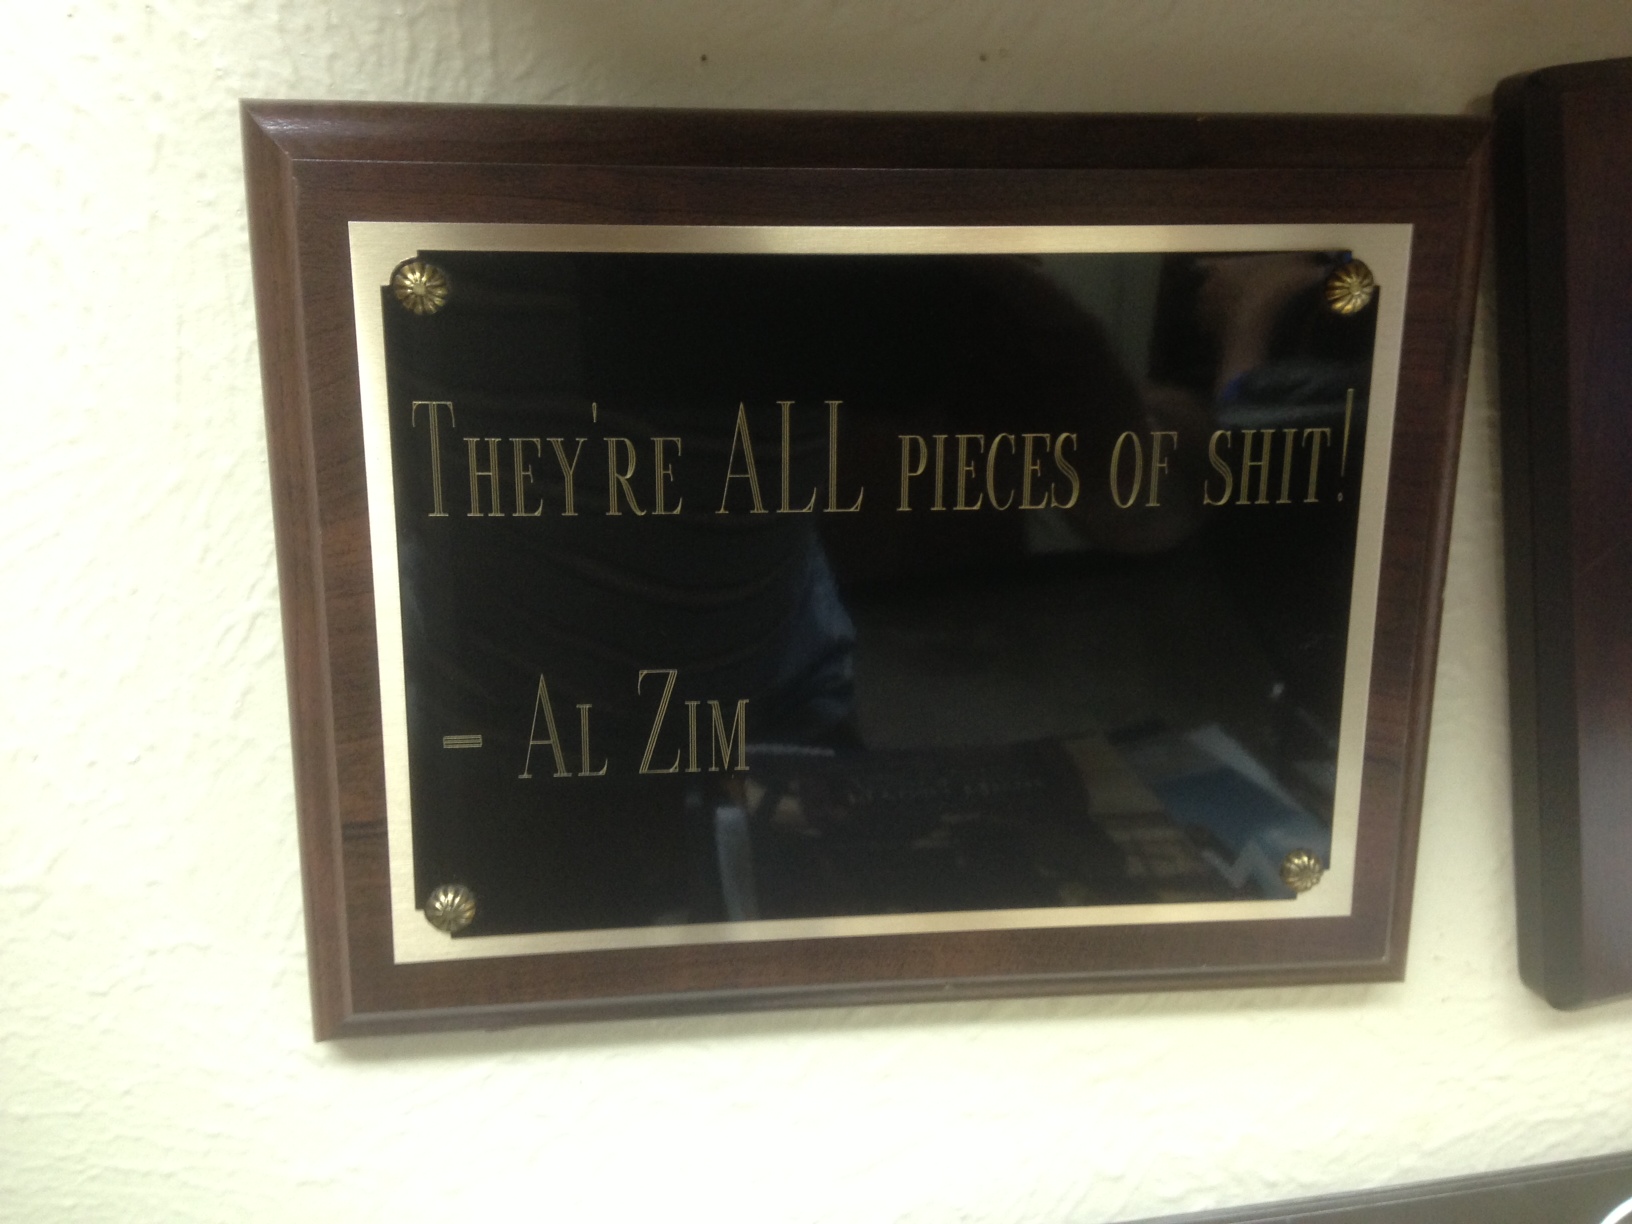 They're ALL pieces of shit!
- Al Zim